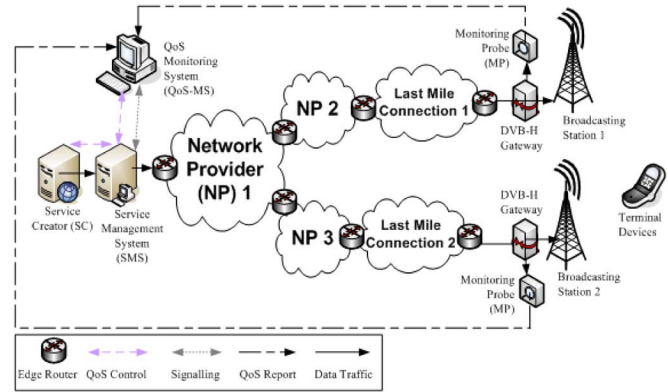 QoS
Monitoring
System
(QoS-MS)
Monitoring
Probe
(MP)
Broadcasting
Station 1
DVB-H
Gateway
Last Mile
Connection 1
NP 2
Network
Provider
(NP) 1
Service
Creator (SC)
Service
Management
System
(SMS)
NP 3
Last Mile
Connection 2
DVB-H
Gateway
Monitoring
Probe
(MP)
Broadcasting
Station 2
Terminal
Devices
Edge Router
QoS Control
Signalling
QoS Report
Data Traffic